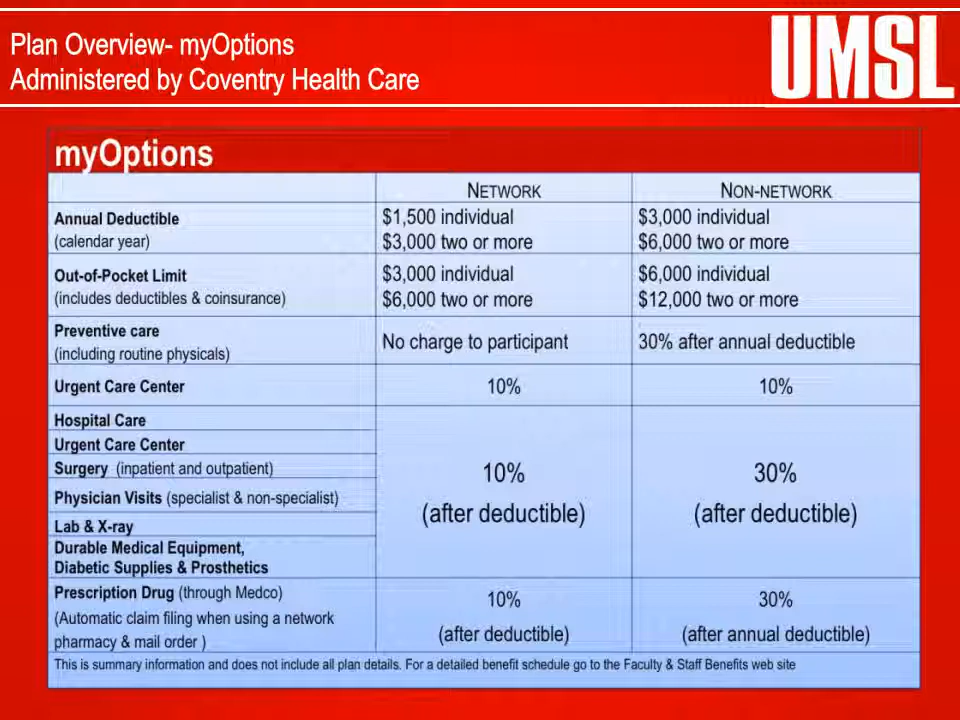 Plan Overview- myOptions
Administered by Coventry Health Care
UMSL
myOptions
NETWORK
NON-NETWORK
Annual Deductible
(calendar year)
$1,500 individual
$3,000 two or more
$3,000 individual
$6,000 two or more
Out-of-Pocket Limit
(includes deductibles & coinsurance)
$3,000 individual
$6,000 two or more
$6,000 individual
$12,000 two or more
Preventive care
(including routine physicals)
No charge to participant
30% after annual deductible
Urgent Care Center
10%
10%
Hospital Care
Urgent Care Center
Surgery (inpatient and outpatient)
Physician Visits (specialist & non-specialist)
Lab & X-ray
Durable Medical Equipment,
Diabetic Supplies & Prosthetics
10%
(after deductible)
30%
(after deductible)
Prescription Drug (through Medco)
(Automatic claim filing when using a network
pharmacy & mail order )
10%
(after deductible)
30%
(after annual deductible)
This is summary information and does not include all plan details. For a detailed benefit schedule go to the Faculty & Staff Benefits web site